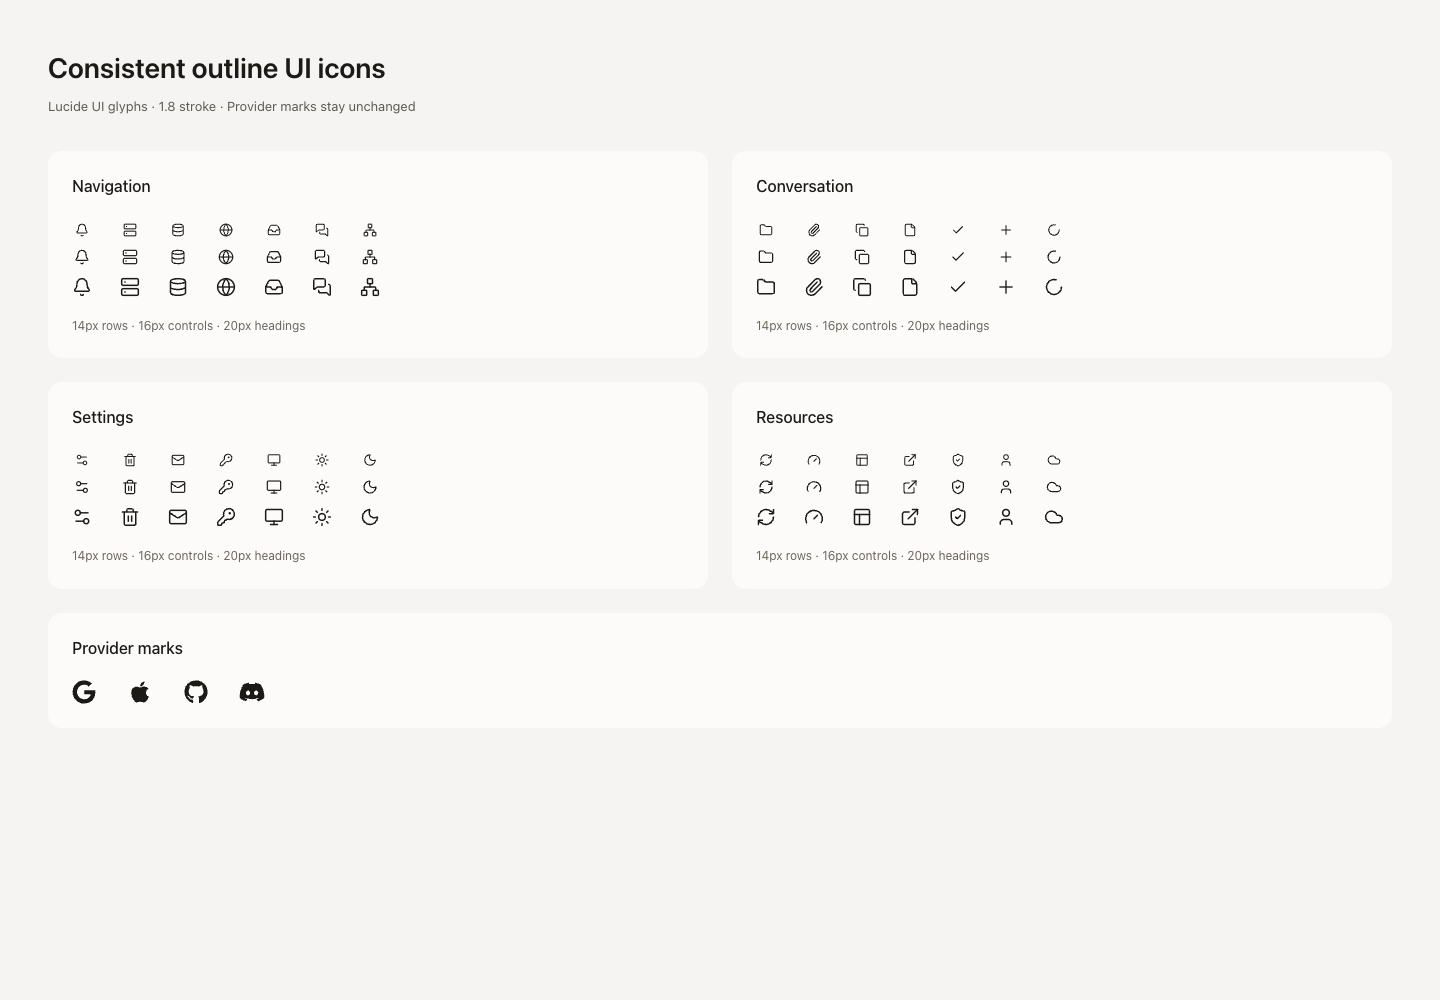 Consistent outline UI icons
Lucide UI glyphs · 1.8 stroke · Provider marks stay unchanged
Navigation
14px rows · 16px controls · 20px headings
Conversation
14px rows · 16px controls · 20px headings
Settings
14px rows · 16px controls · 20px headings
Resources
14px rows · 16px controls · 20px headings
Provider marks